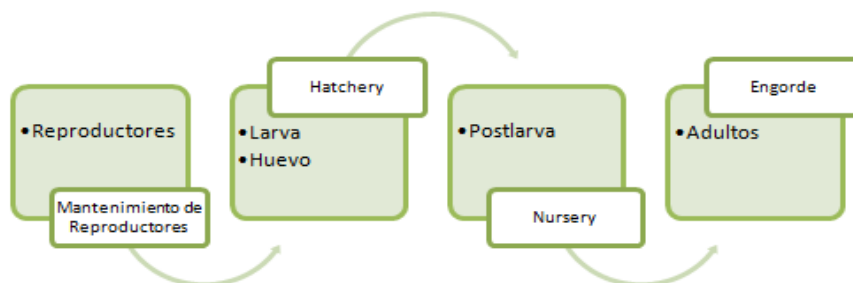 •Reproductores
Mantenimiento de
Reproductores
Hatchery
•Larva
•Huevo
•Postlarva
Nursery
Engorde
•Adultos